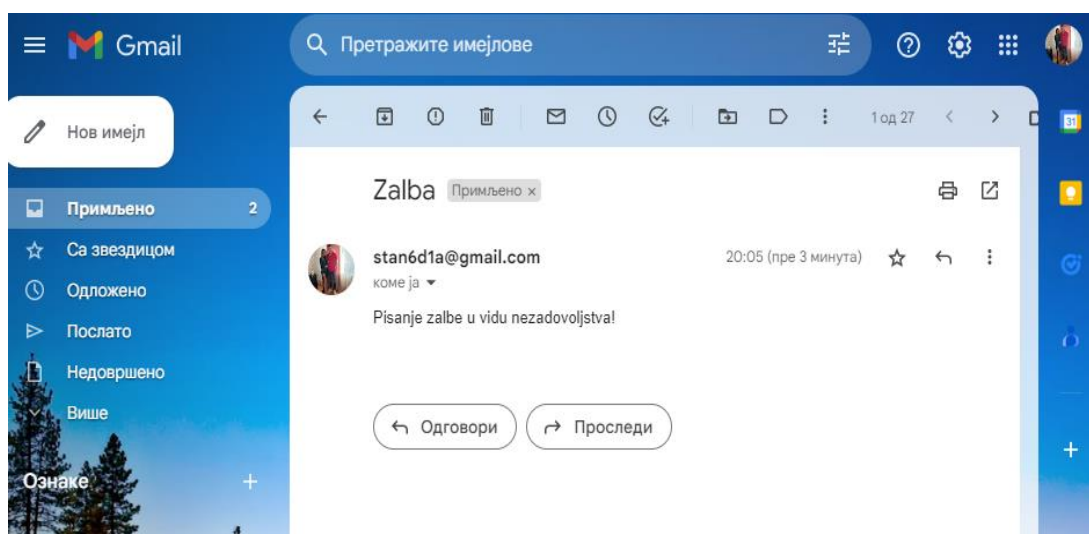 Gmail
Претражите имејлове
Нов имејл
1 од 27
31
Примљено 2
Са звездицом
Одложено
Послато
Недовршено
Више
Ознаке
Zalba Примљено ×
stan6d1a@gmail.com 20:05 (пре 3 минута)
коме ја
Pisanje zalbe u vidu nezadovoljstva!
Одговори
Проследи